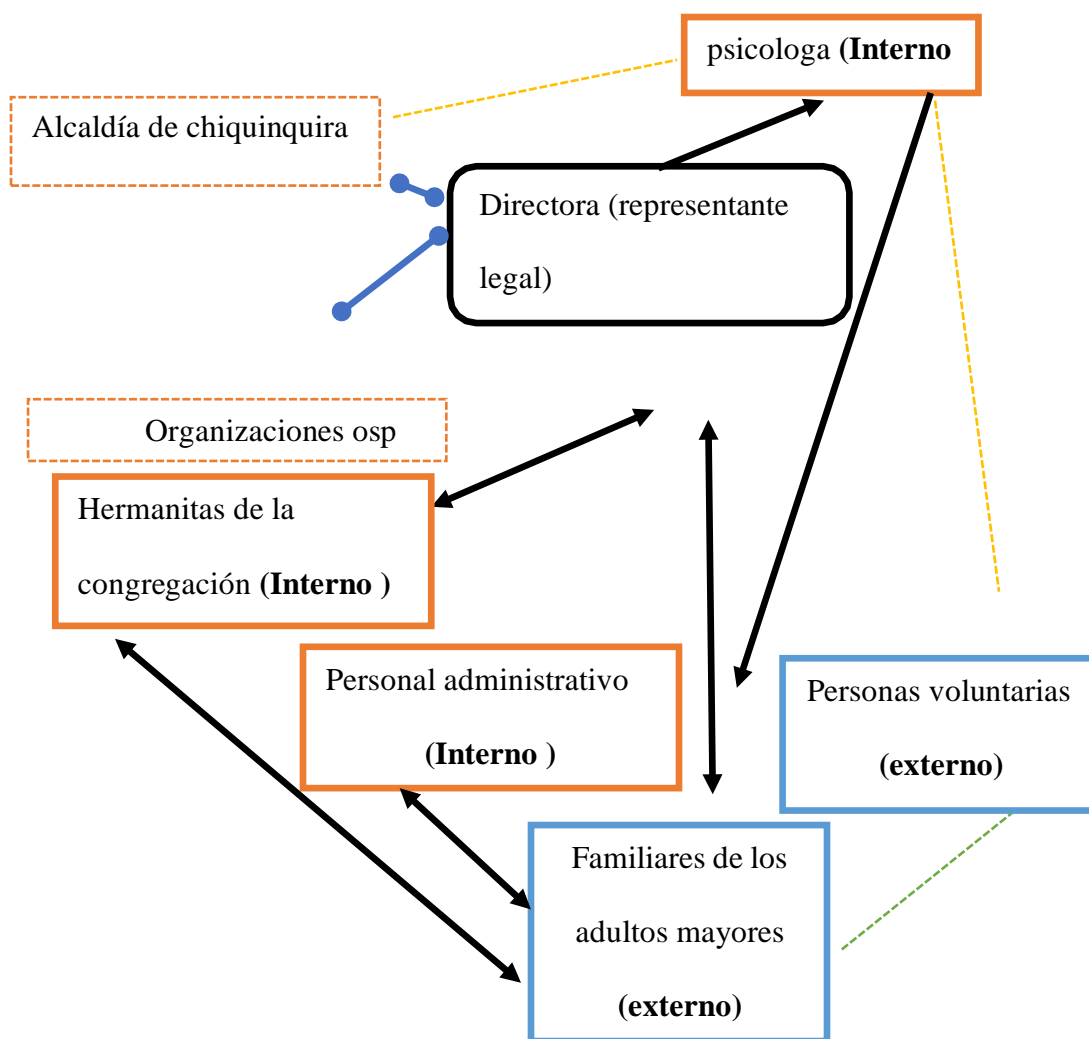 psicologa (Interno
Alcaldía de chiquinquira
Directora (representante
legal)
Organizaciones osp
Hermanitas de la
congregación (Interno )
Personal administrativo
(Interno )
Personas voluntarias
(externo)
Familiares de los
adultos mayores
(externo)